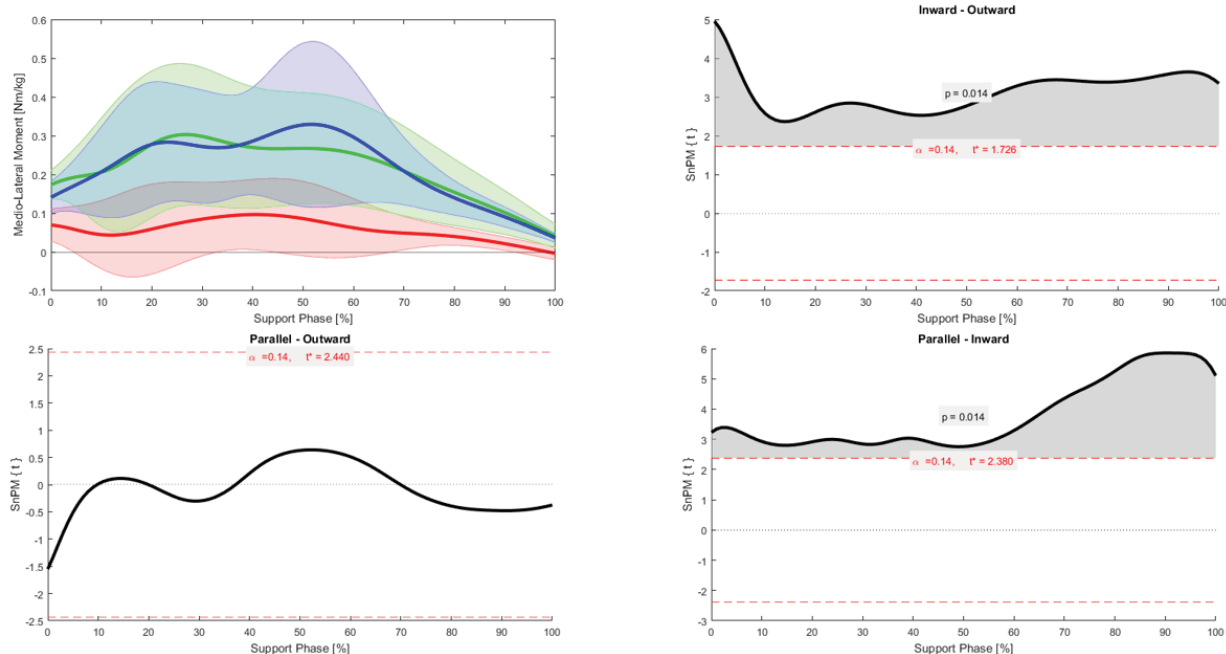 0.6
0.5
0.4
0.3
0.2
0.1
0
-0.1
Medio-Lateral Moment [Nm/kg]
0 10 20 30 40 50 60 70 80 90 100
Support Phase [%]
Inward - Outward
5
4
3
2
1
0
-1
-2
SnPM { t }
p = 0.014
α =0.14, t* = 1.726
0 10 20 30 40 50 60 70 80 90 100
Support Phase [%]
Parallel - Outward
2.5
2
1.5
1
0.5
0
-0.5
-1
-1.5
-2
-2.5
SnPM { t }
α =0.14, t* = 2.440
0 10 20 30 40 50 60 70 80 90 100
Support Phase [%]
Parallel - Inward
6
5
4
3
2
1
0
-1
-2
-3
SnPM { t }
p = 0.014
α =0.14, t* = 2.380
0 10 20 30 40 50 60 70 80 90 100
Support Phase [%]